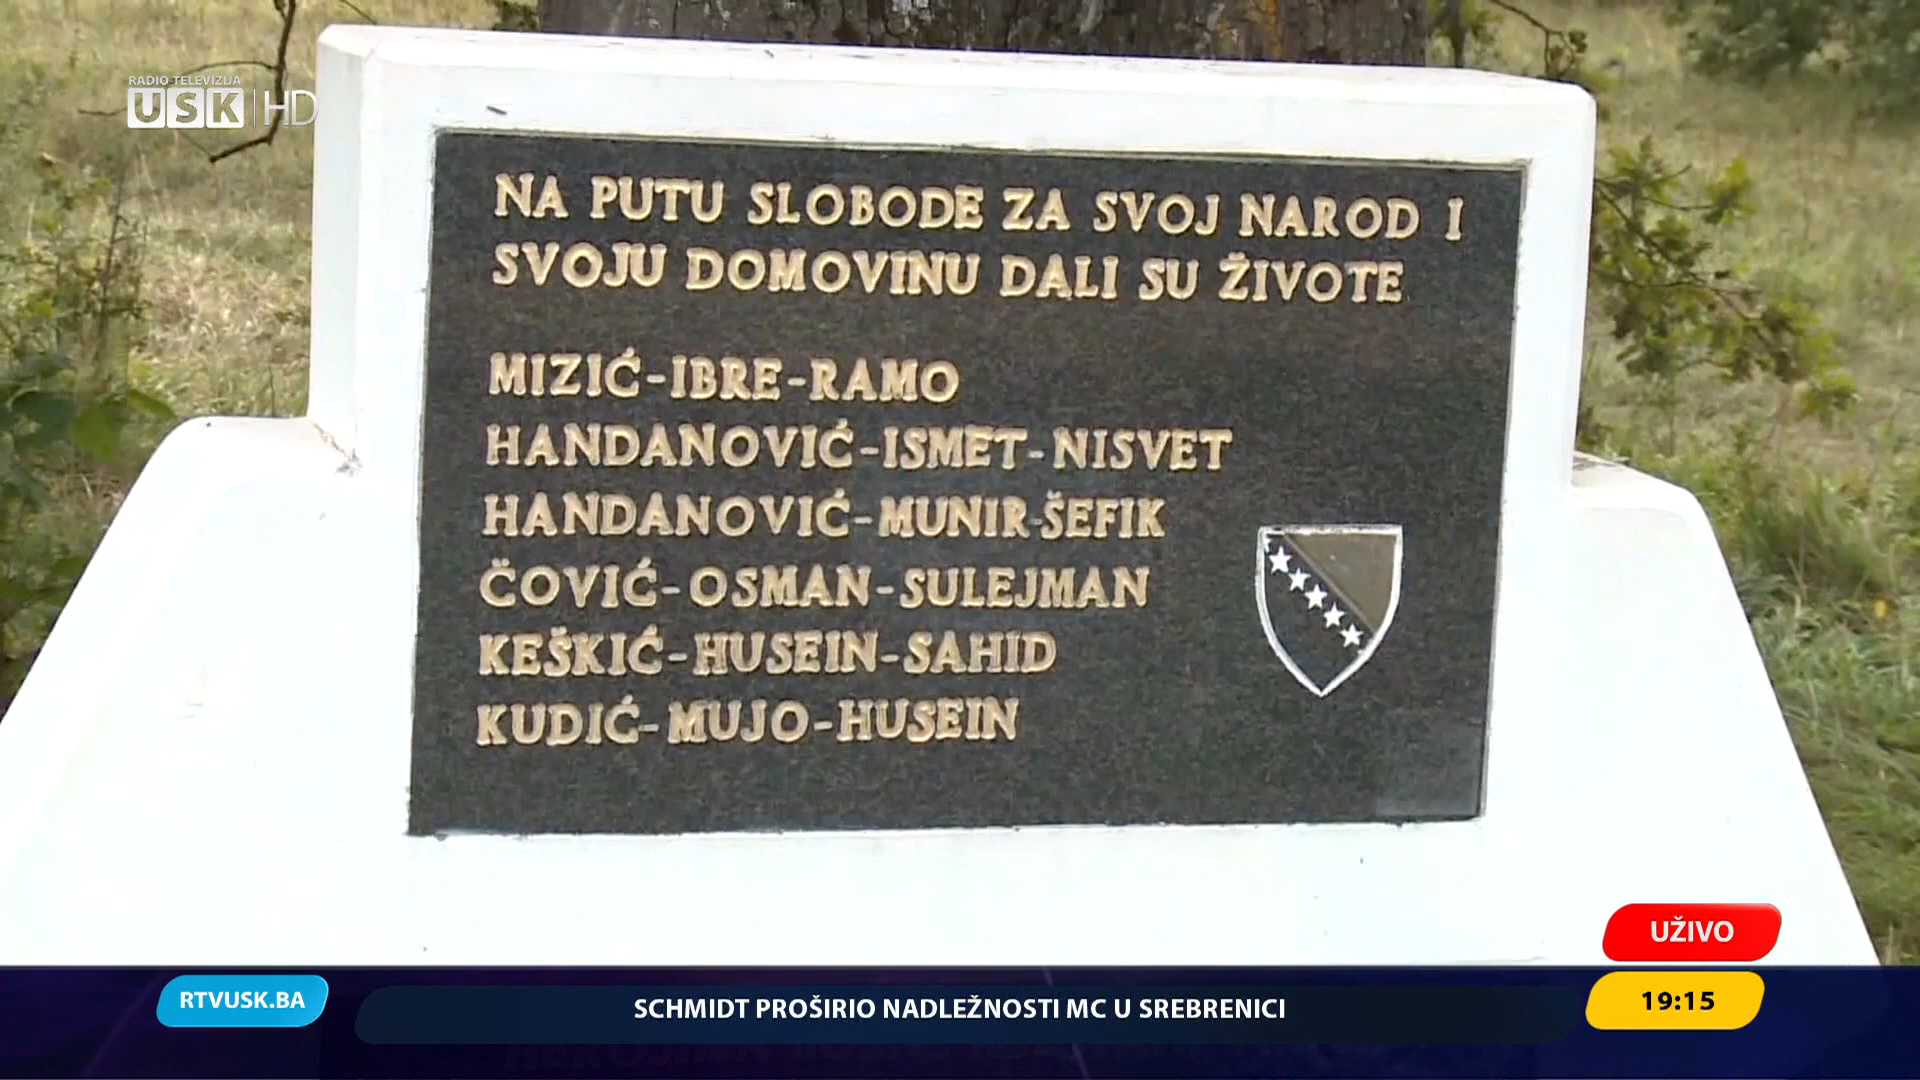 RADIO TELEVIZIJA
USK HD
NA PUTU SLOBODE ZA SVOJ NAROD I
SVOJU DOMOVINU DALI SU ŽIVOTE
MIZIĆ-IBRE-RAMO
HANDANOVIĆ-ISMET-NISVET
HANDANOVIĆ-MUNIR-ŠEFIK
ČOVIĆ-OSMAN-SULEJMAN
KEŠKIĆ-HUSEIN-SAHID
KUDIĆ-MUJO-HUSEIN
UŽIVO
RTVUSK.BA
SCHMIDT PROŠIRIO NADLEŽNOSTI MC U SREBRENICI
19:15